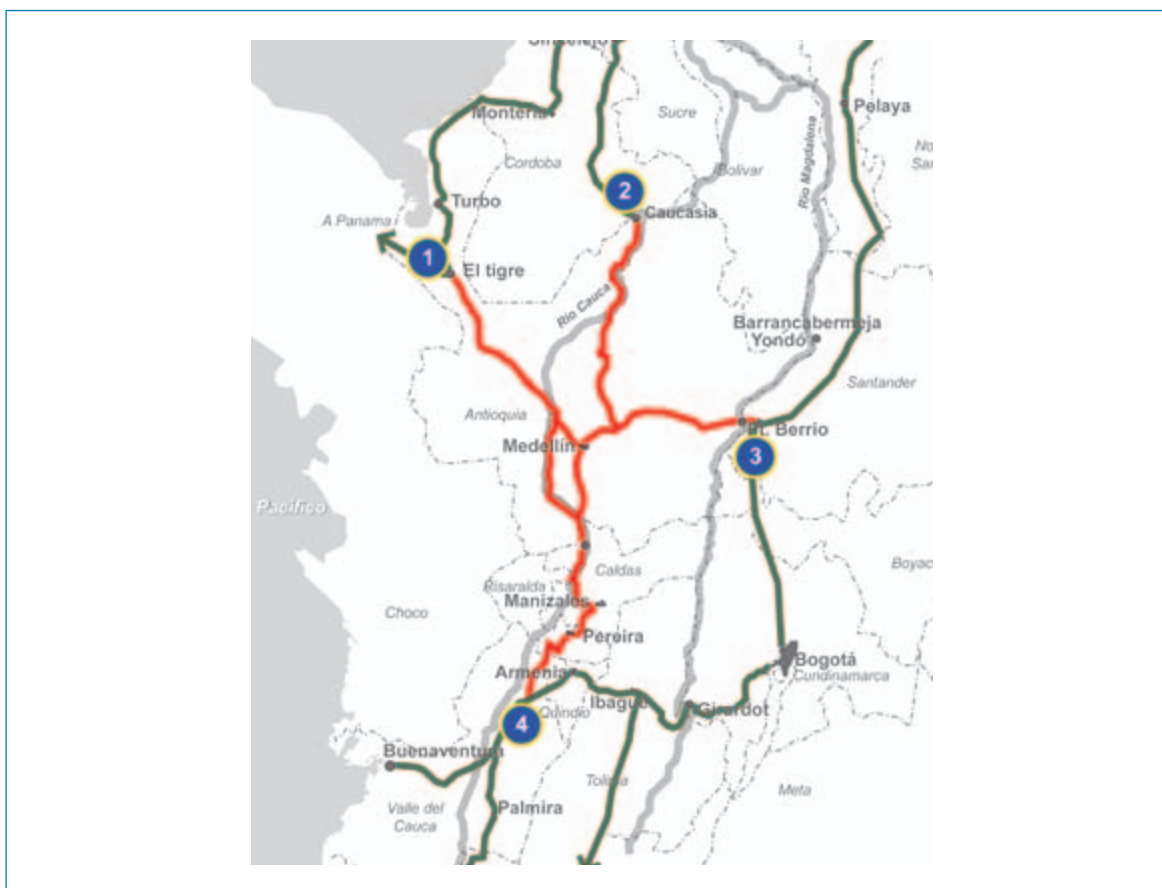 Sincelejo
Pelaya
Montería
Sucre
Cordoba
Rio Magdalena
Bolivar
2
Turbo
Caucasia
A Panama
1
El tigre
Rio Cauca
Barrancabermeja
Yondó
Santander
Antioquia
Pt. Berrio
Medellín
3
Pacifico
Caldas
Risaralda
Manizales
Choco
Pereira
Armenia
Bogotá
Cundinamarca
Ibagué
Girardot
4
Quindio
Buenaventura
Tolima
Meta
Valle del
Cauca
Palmira